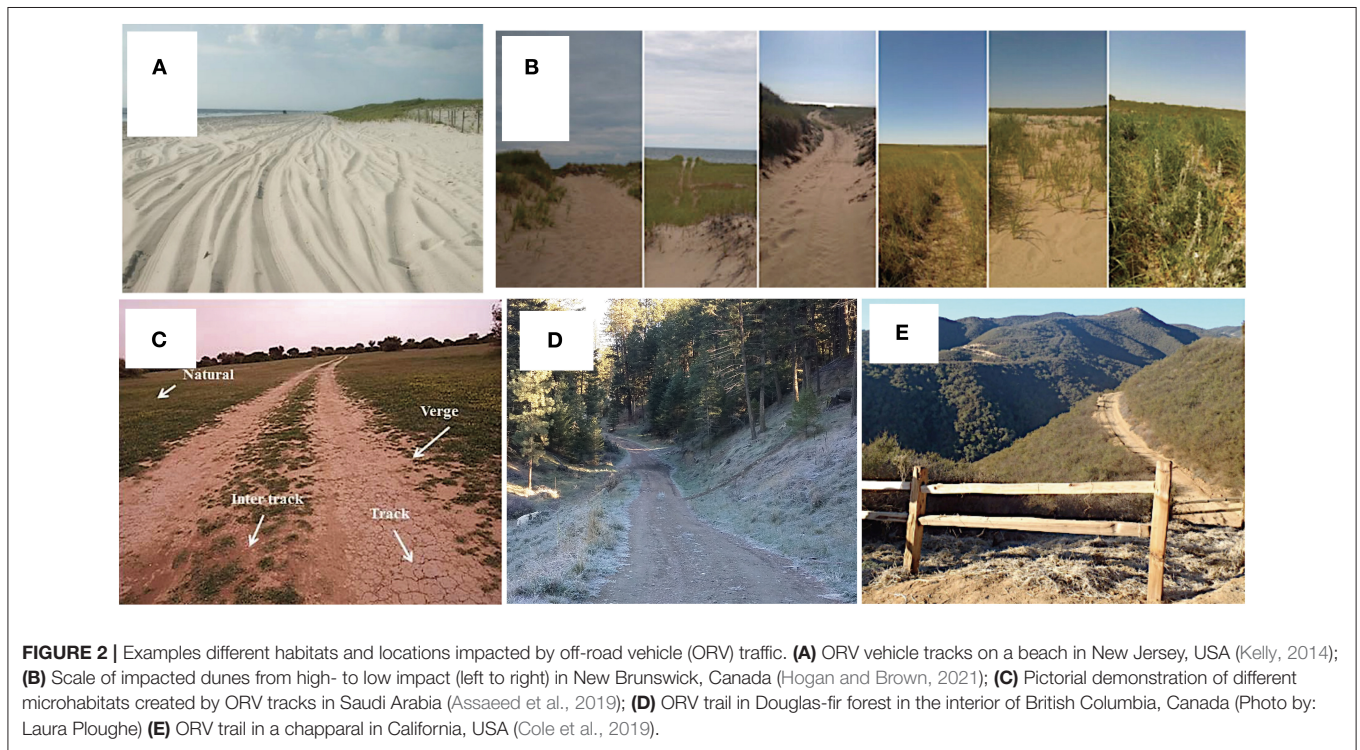 A
B
C
Natural
Verge
Inter track
Track
D
E
FIGURE 2 | Examples different habitats and locations impacted by off-road vehicle (ORV) traffic. (A) ORV vehicle tracks on a beach in New Jersey, USA (Kelly, 2014);
(B) Scale of impacted dunes from high- to low impact (left to right) in New Brunswick, Canada (Hogan and Brown, 2021); (C) Pictorial demonstration of different
microhabitats created by ORV tracks in Saudi Arabia (Assaeed et al., 2019); (D) ORV trail in Douglas-fir forest in the interior of British Columbia, Canada (Photo by:
Laura Ploughe) (E) ORV trail in a chapparal in California, USA (Cole et al., 2019).